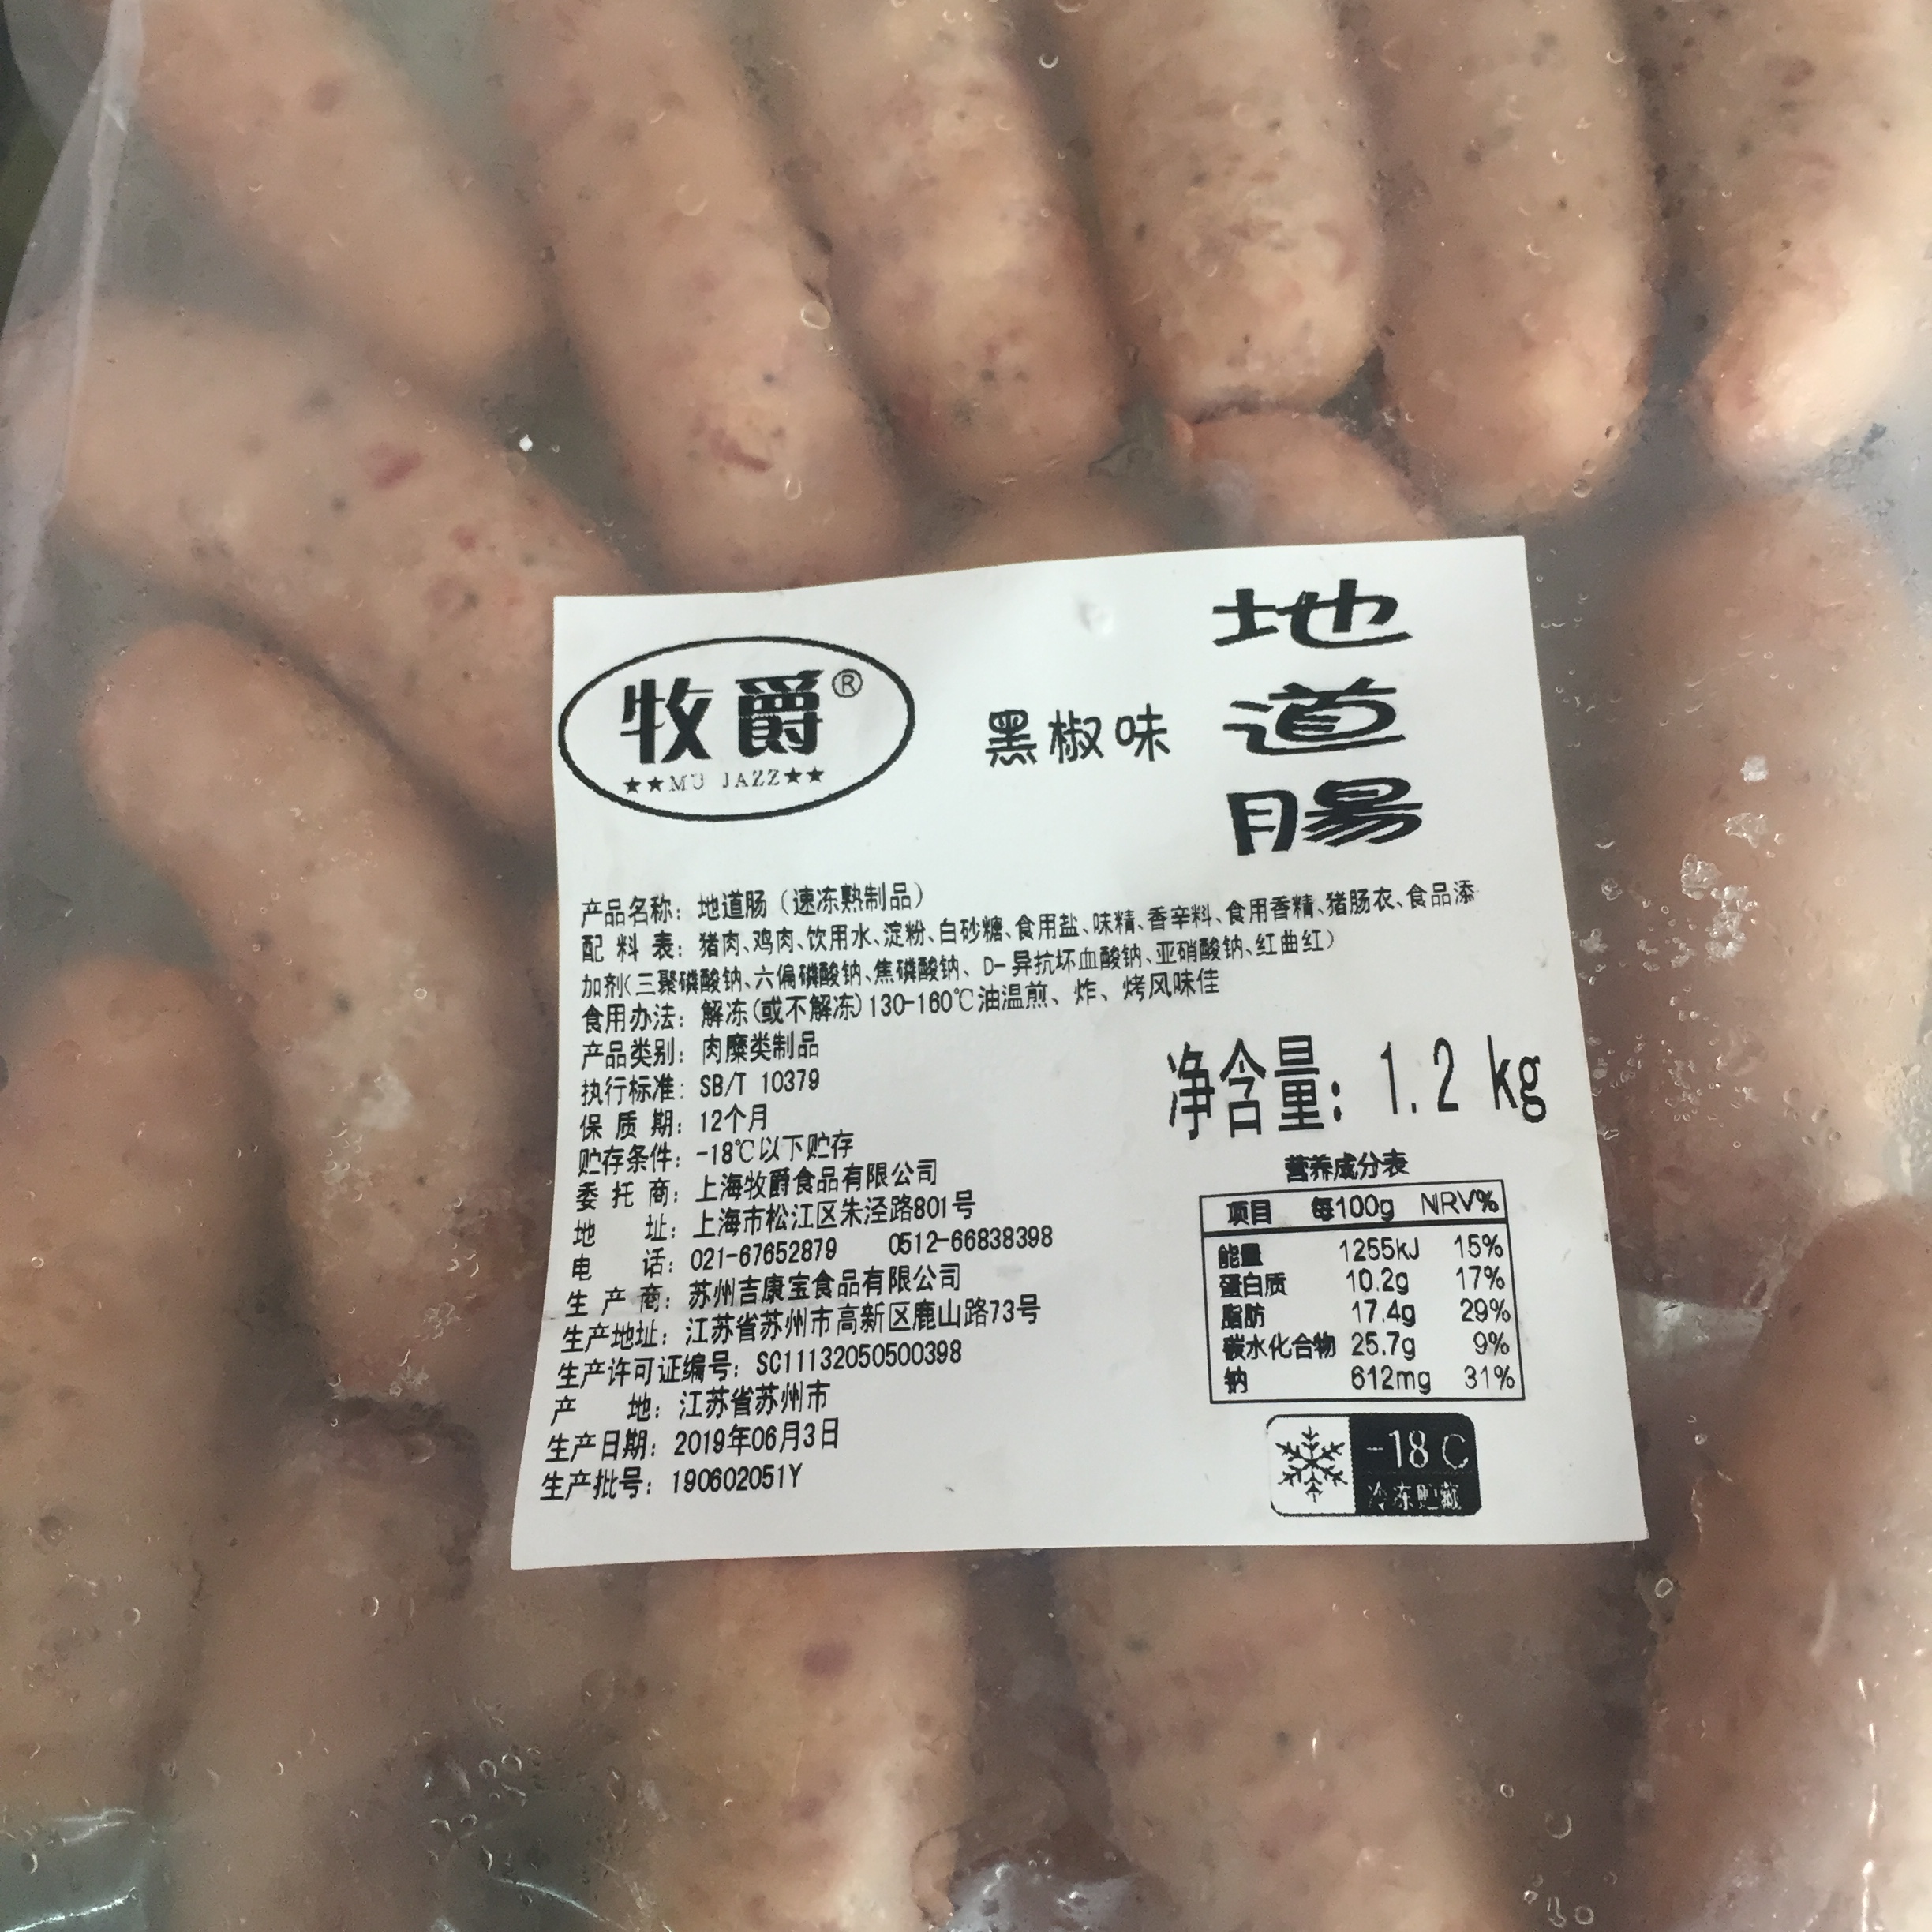 牧爵®
★★MU JAZZ★★
黑椒味
地道腸
产品名称：地道肠（速冻熟制品）
配料表：猪肉、鸡肉、饮用水、淀粉、白砂糖、食用盐、味精、香辛料、食用香精、猪肠衣、食品添
加剂（三聚磷酸钠、六偏磷酸钠、焦磷酸钠、D-异抗坏血酸钠、亚硝酸钠、红曲红）
食用办法：解冻（或不解冻）130-160℃油温煎、炸、烤风味佳
产品类别：肉糜类制品
执行标准：SB/T 10379
保质期：12个月
贮存条件：-18℃以下贮存
委托商：上海牧爵食品有限公司
地址：上海市松江区朱泾路801号
电话：021-67652879 0512-66838398
生产商：苏州吉康宝食品有限公司
生产地址：江苏省苏州市高新区鹿山路73号
生产许可证编号：SC11132050500398
产地：江苏省苏州市
生产日期：2019年06月3日
生产批号：190602051Y
净含量：1.2 kg
营养成分表
项目 每100g NRV%
能量 1255kJ 15%
蛋白质 10.2g 17%
脂肪 17.4g 29%
碳水化合物 25.7g 9%
钠 612mg 31%
-18 C
冷冻贮藏